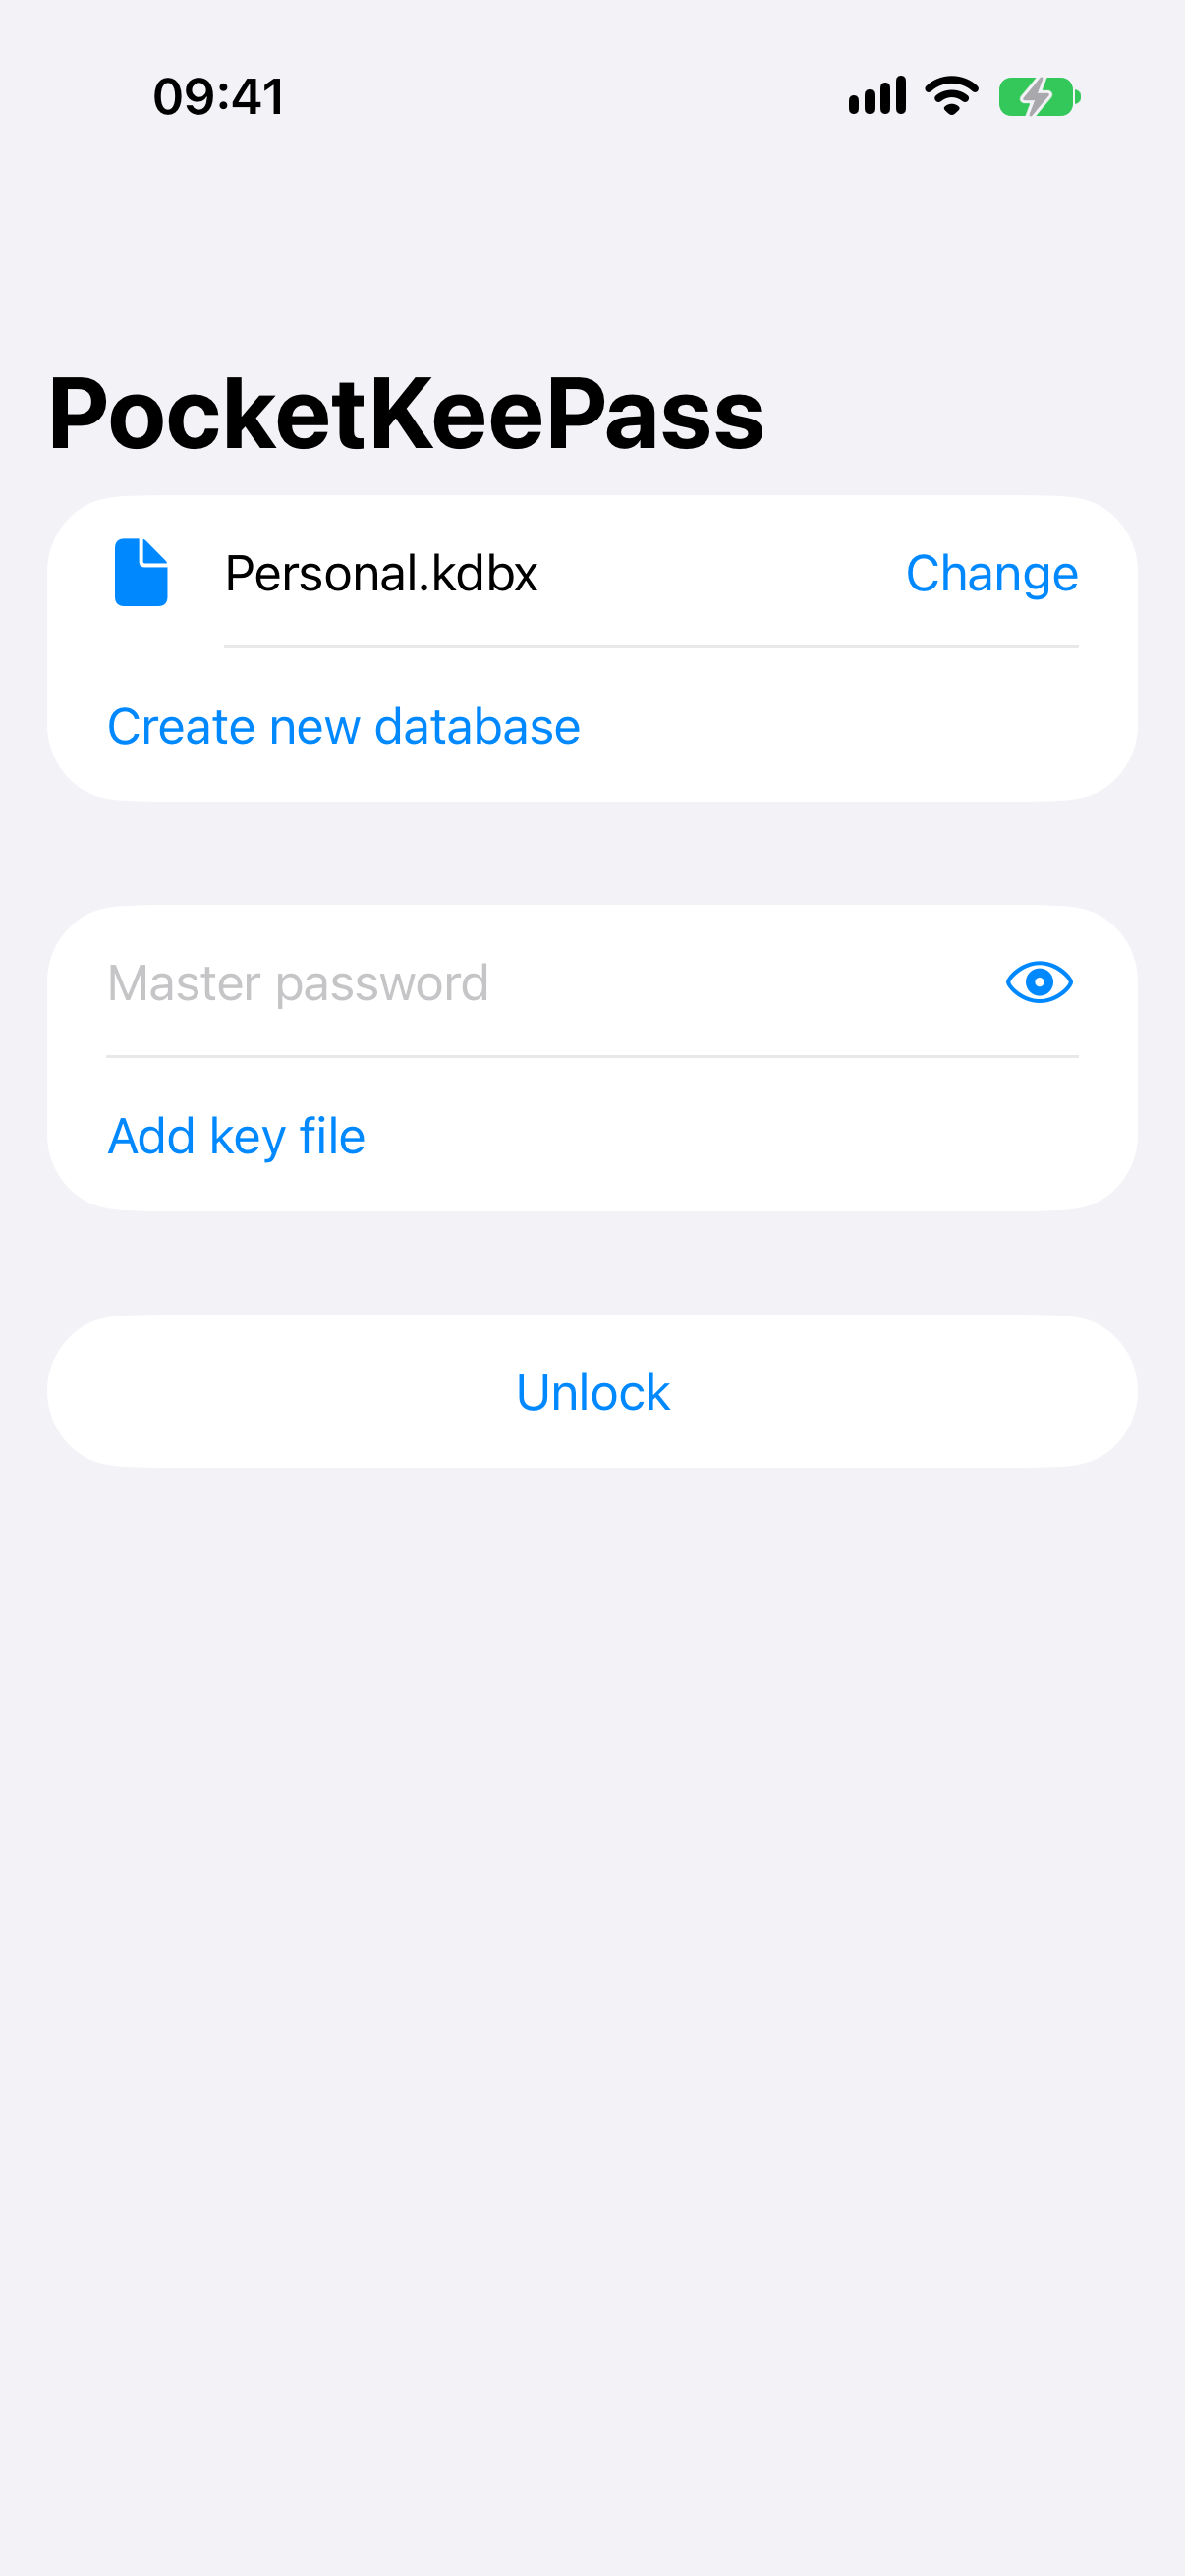 09:41
PocketKeePass
Personal.kdbx Change
Create new database
Master password
Add key file
Unlock